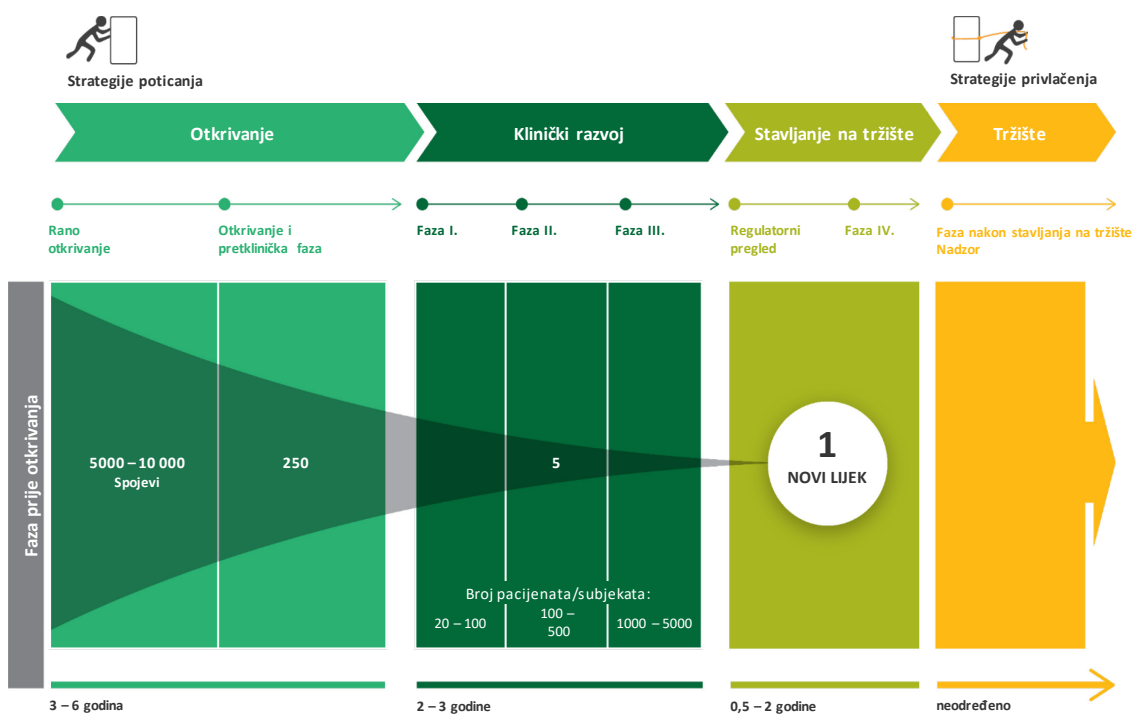 Strategije poticanja
Strategije privlačenja
Otkrivanje
Klinički razvoj
Stavljanje na tržište
Tržište
Rano
otkrivanje
Otkrivanje i
pretklinička faza
Faza I.
Faza II.
Faza III.
Regulatorni
pregled
Faza IV.
Faza nakon stavljanja na tržište
Nadzor
Faza prije otkrivanja
5000 – 10 000
Spojevi
250
5
1
NOVI LIJEK
Broj pacijenata/subjekata:
20 – 100
100 –
500
1000 – 5000
3 – 6 godina
2 – 3 godine
0,5 – 2 godine
neodređeno